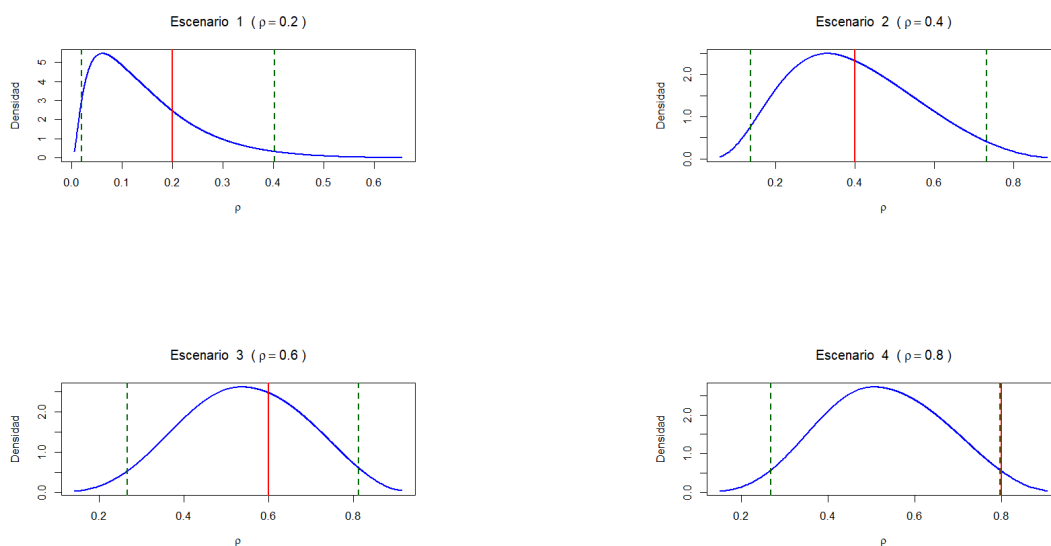 Escenario 1 ( ρ = 0.2 )
Densidad
0 1 2 3 4 5
0.0 0.1 0.2 0.3 0.4 0.5 0.6
ρ
Escenario 2 ( ρ = 0.4 )
Densidad
0.0 1.0 2.0
0.2 0.4 0.6 0.8
ρ
Escenario 3 ( ρ = 0.6 )
Densidad
0.0 1.0 2.0
0.2 0.4 0.6 0.8
ρ
Escenario 4 ( ρ = 0.8 )
Densidad
0.0 1.0 2.0
0.2 0.4 0.6 0.8
ρ